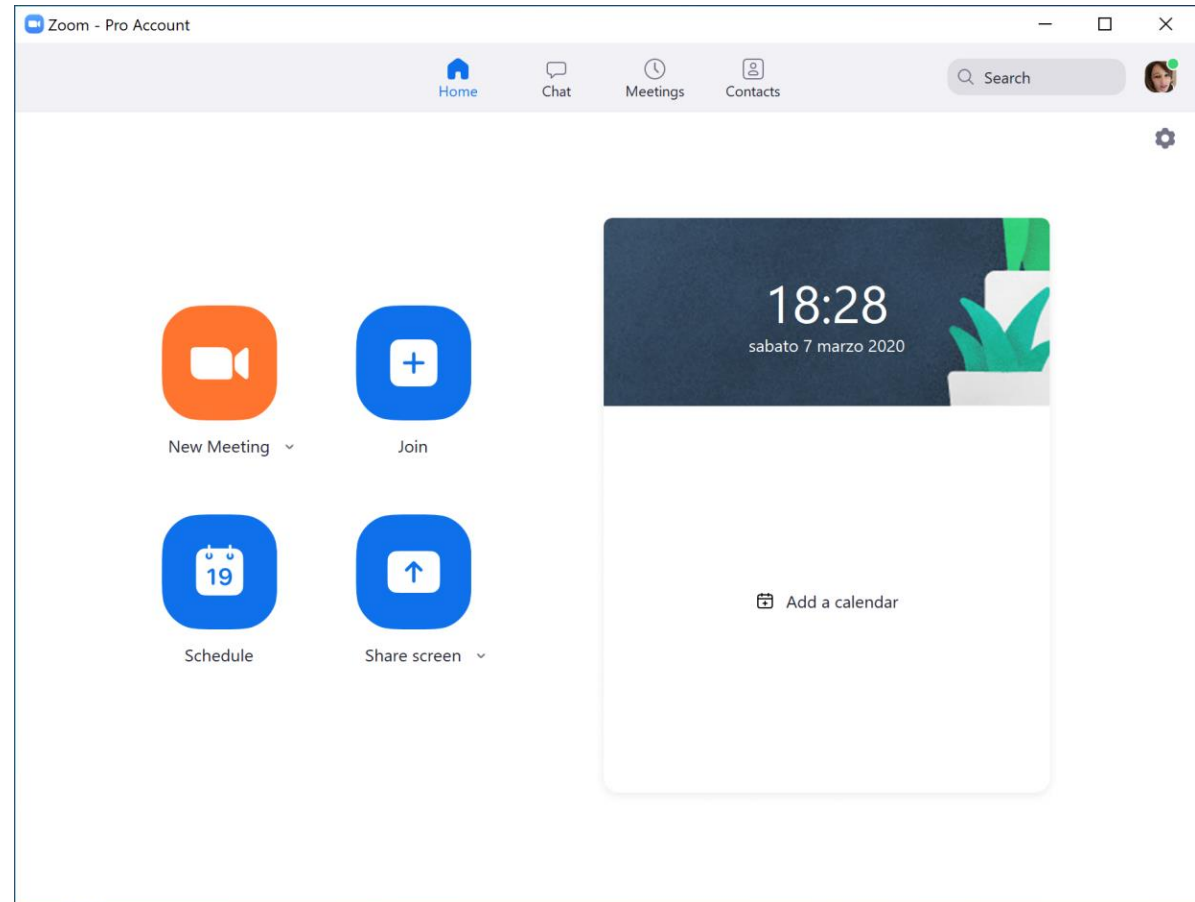 Zoom - Pro Account
Home Chat Meetings Contacts Search
18:28
sabato 7 marzo 2020
New Meeting Join
19
Schedule Share screen
Add a calendar